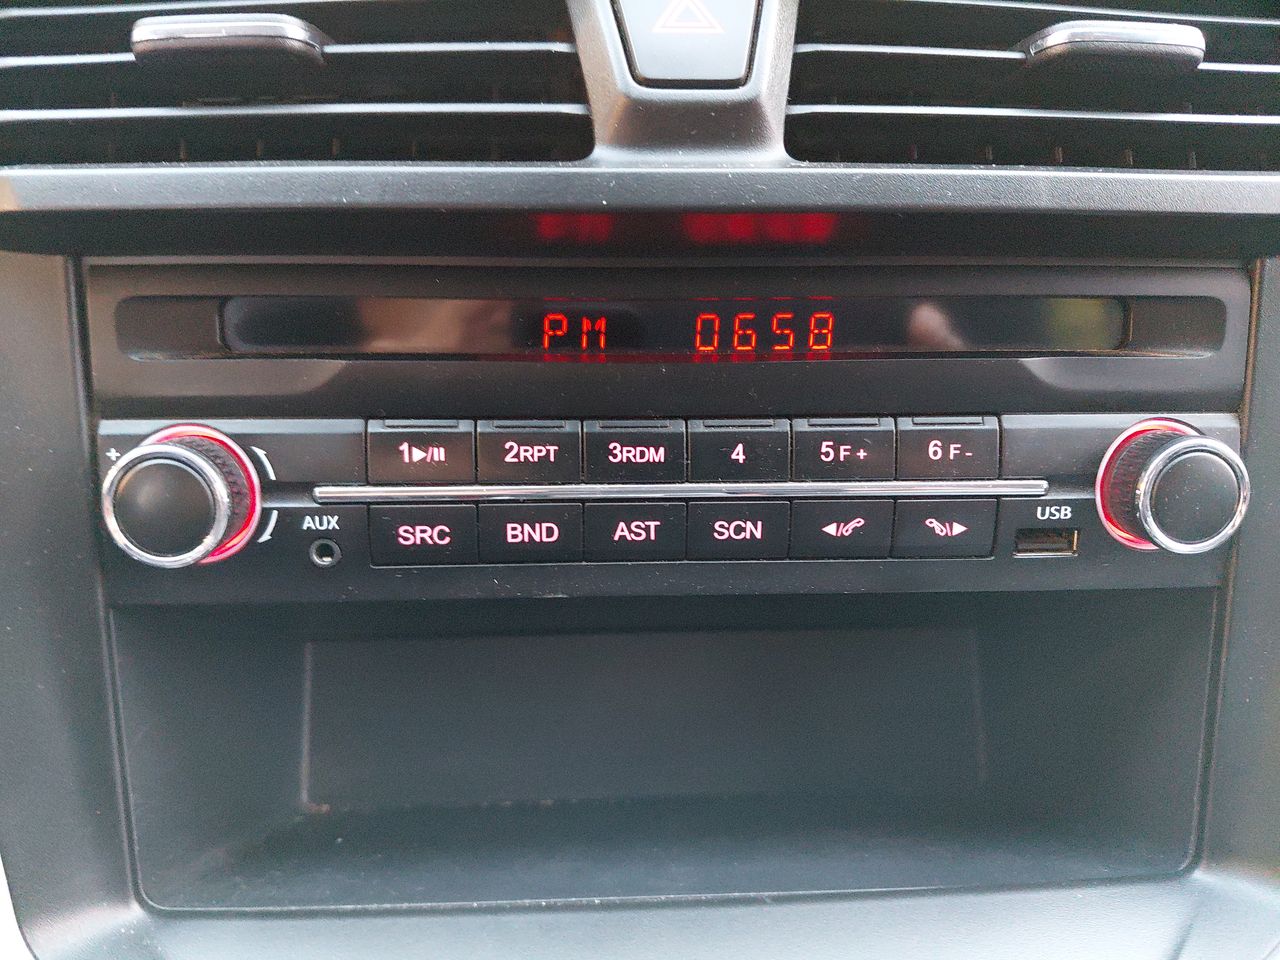 PM 0658
+
1▶/II 2RPT 3RDM 4 5F+ 6F-
AUX SRC BND AST SCN ◀/ /▶ USB